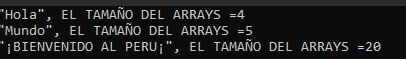 "Hola", EL TAMAÑO DEL ARRAYS =4
"Mundo", EL TAMAÑO DEL ARRAYS =5
"¡BIENVENIDO AL PERU¡", EL TAMAÑO DEL ARRAYS =20